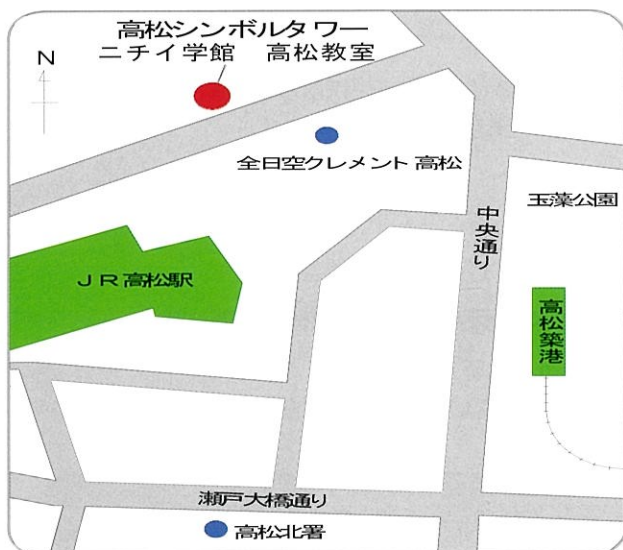 高松シンボルタワー
ニチイ学館 高松教室
N
全日空クレメント高松
玉藻公園
中央通り
JR高松駅
高松築港
瀬戸大橋通り
高松北署